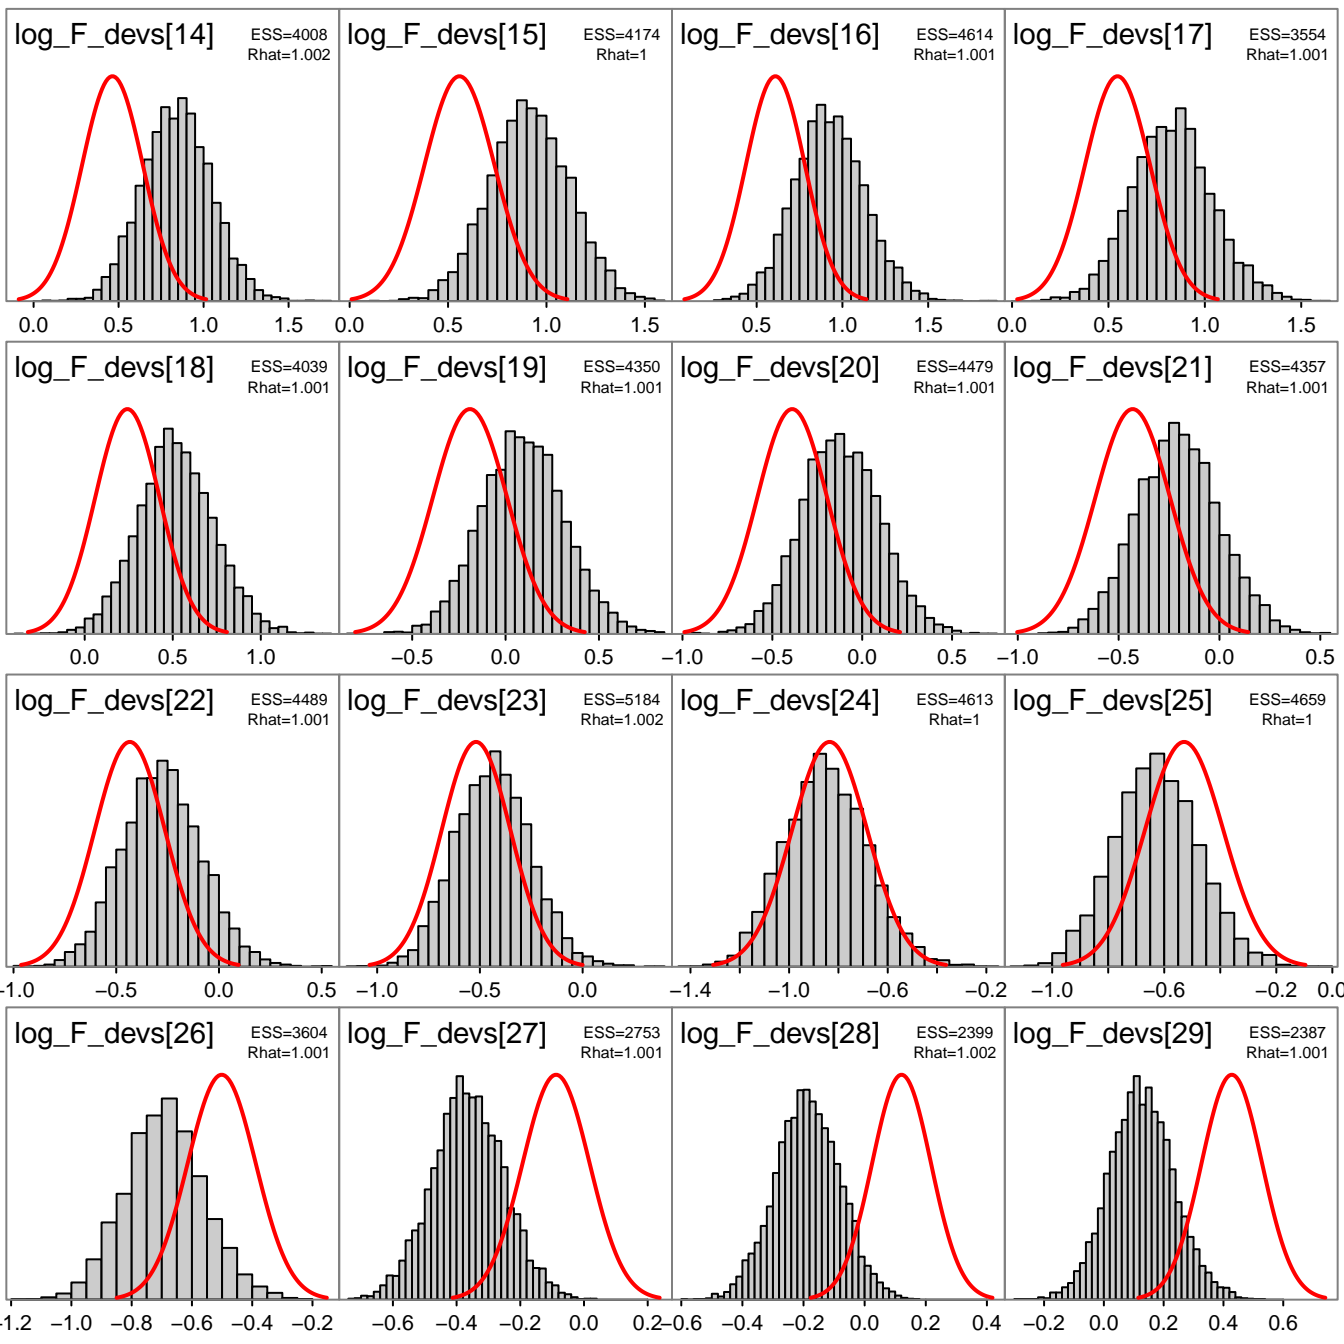 log_F_devs[14] ESS=4008 log_F_devs[15] ESS=4174 log_F_devs[16] ESS=4614 log_F_devs[17] ESS=3554
Rhat=1.002 Rhat=1 Rhat=1.001 Rhat=1.001
0.0 0.5 1.0 1.5 0.0 0.5 1.0 1.5 0.5 1.0 1.5 0.0 0.5 1.0 1.5
log_F_devs[18] ESS=4039 log_F_devs[19] ESS=4350 log_F_devs[20] ESS=4479 log_F_devs[21] ESS=4357
Rhat=1.001 Rhat=1.001 Rhat=1.001 Rhat=1.001
0.0 0.5 1.0 −0.5 0.0 0.5 −1.0 −0.5 0.0 −1.0 −0.5 0.0 0.5
log_F_devs[22] ESS=4489 log_F_devs[23] ESS=5184 log_F_devs[24] ESS=4613 log_F_devs[25] ESS=4659
Rhat=1.001 Rhat=1.002 Rhat=1 Rhat=1
−1.0 −0.5 0.0 0.5 −1.0 −0.5 0.0 −1.4 −1.0 −0.6 −0.2 −1.0 −0.6 −0.2 0.0
log_F_devs[26] ESS=3604 log_F_devs[27] ESS=2753 log_F_devs[28] ESS=2399 log_F_devs[29] ESS=2387
Rhat=1.001 Rhat=1.001 Rhat=1.002 Rhat=1.001
−1.2 −1.0 −0.8 −0.6 −0.4 −0.2 −0.6 −0.4 −0.2 0.0 0.2 −0.6 −0.4 −0.2 0.0 0.2 0.4 −0.2 0.0 0.2 0.4 0.6